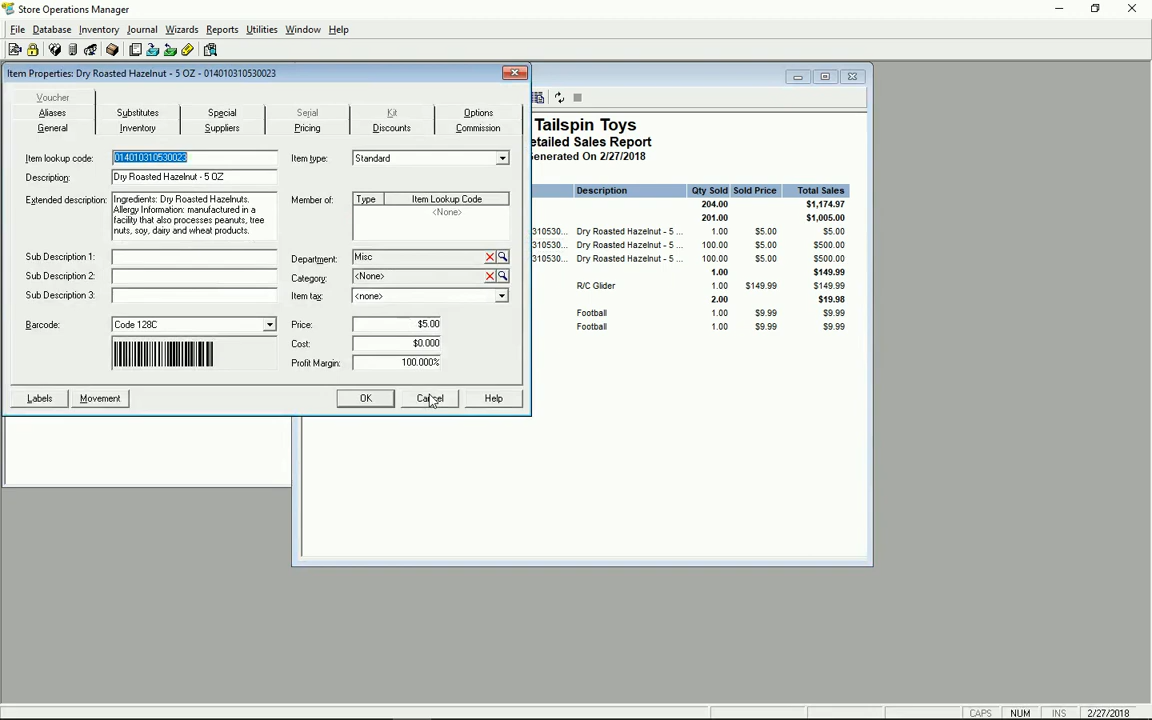 Store Operations Manager
File Database Inventory Journal Wizards Reports Utilities Window Help
Item Properties: Dry Roasted Hazelnut - 5 OZ - 014010310530023
Voucher
Aliases Substitutes Special Serial Kit Options
General Inventory Suppliers Pricing Discounts Commission
Item lookup code: 014010310530023
Description: Dry Roasted Hazelnut - 5 OZ
Extended description: Ingredients: Dry Roasted Hazelnuts.
Allergy Information: manufactured in a
facility that also processes peanuts, tree
nuts, soy, dairy and wheat products.
Sub Description 1:
Sub Description 2:
Sub Description 3:
Barcode: Code 128C
Item type: Standard
Member of: Type Item Lookup Code
<None>
Department: Misc
Category: <None>
Item tax: <none>
Price: $5.00
Cost: $0.000
Profit Margin: 100.000%
Labels Movement OK Cancel Help
Tailspin Toys
etailed Sales Report
enerated On 2/27/2018
Description Qty Sold Sold Price Total Sales
204.00 $1,174.97
201.00 $1,005.00
310530... Dry Roasted Hazelnut - 5 ... 1.00 $5.00 $5.00
310530... Dry Roasted Hazelnut - 5 ... 100.00 $5.00 $500.00
310530... Dry Roasted Hazelnut - 5 ... 100.00 $5.00 $500.00
1.00 $149.99
R/C Glider 1.00 $149.99 $149.99
2.00 $19.98
Football 1.00 $9.99 $9.99
Football 1.00 $9.99 $9.99
CAPS NUM INS 2/27/2018